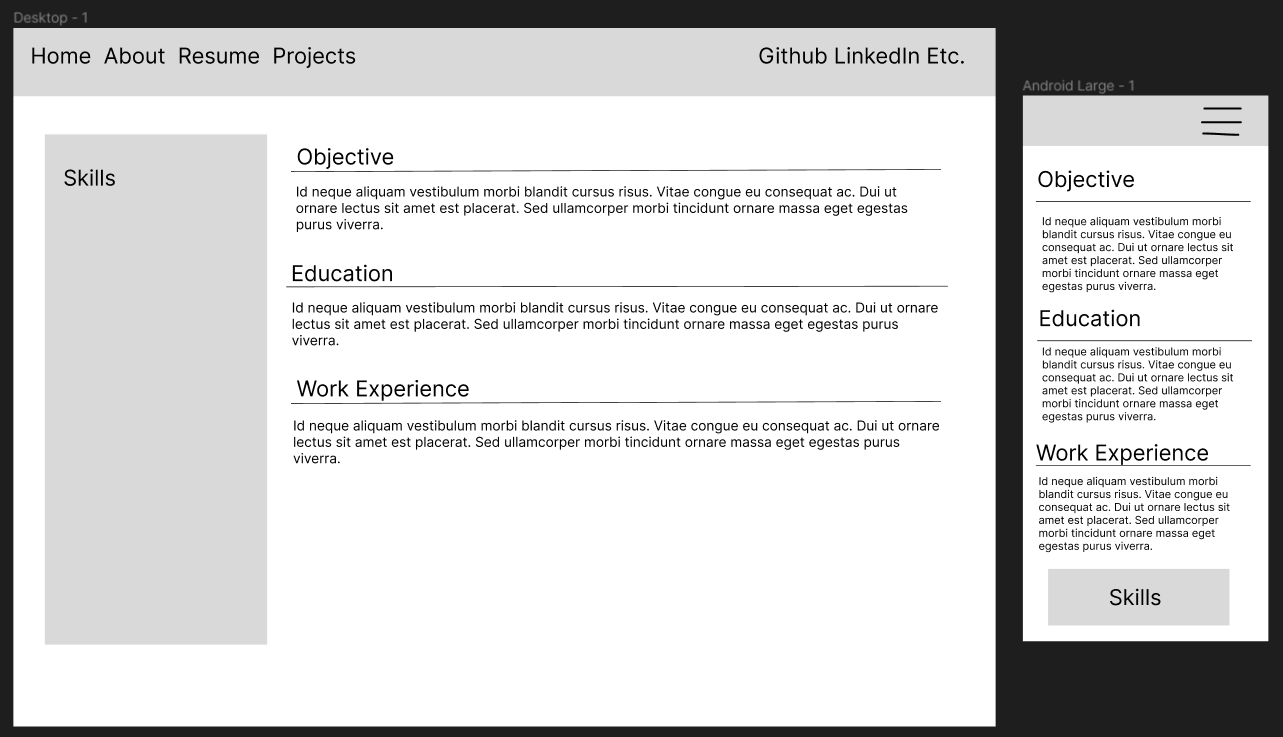 Desktop - 1
Home About Resume Projects
Github LinkedIn Etc.
Skills
Objective
Id neque aliquam vestibulum morbi blandit cursus risus. Vitae congue eu consequat ac. Dui ut
ornare lectus sit amet est placerat. Sed ullamcorper morbi tincidunt ornare massa eget egestas
purus viverra.
Education
Id neque aliquam vestibulum morbi blandit cursus risus. Vitae congue eu consequat ac. Dui ut ornare
lectus sit amet est placerat. Sed ullamcorper morbi tincidunt ornare massa eget egestas purus
viverra.
Work Experience
Id neque aliquam vestibulum morbi blandit cursus risus. Vitae congue eu consequat ac. Dui ut ornare
lectus sit amet est placerat. Sed ullamcorper morbi tincidunt ornare massa eget egestas purus
viverra.
Android Large - 1
Objective
Id neque aliquam vestibulum morbi
blandit cursus risus. Vitae congue eu
consequat ac. Dui ut ornare lectus sit
amet est placerat. Sed ullamcorper
morbi tincidunt ornare massa eget
egestas purus viverra.
Education
Id neque aliquam vestibulum morbi
blandit cursus risus. Vitae congue eu
consequat ac. Dui ut ornare lectus sit
amet est placerat. Sed ullamcorper
morbi tincidunt ornare massa eget
egestas purus viverra.
Work Experience
Id neque aliquam vestibulum morbi
blandit cursus risus. Vitae congue eu
consequat ac. Dui ut ornare lectus sit
amet est placerat. Sed ullamcorper
morbi tincidunt ornare massa eget
egestas purus viverra.
Skills